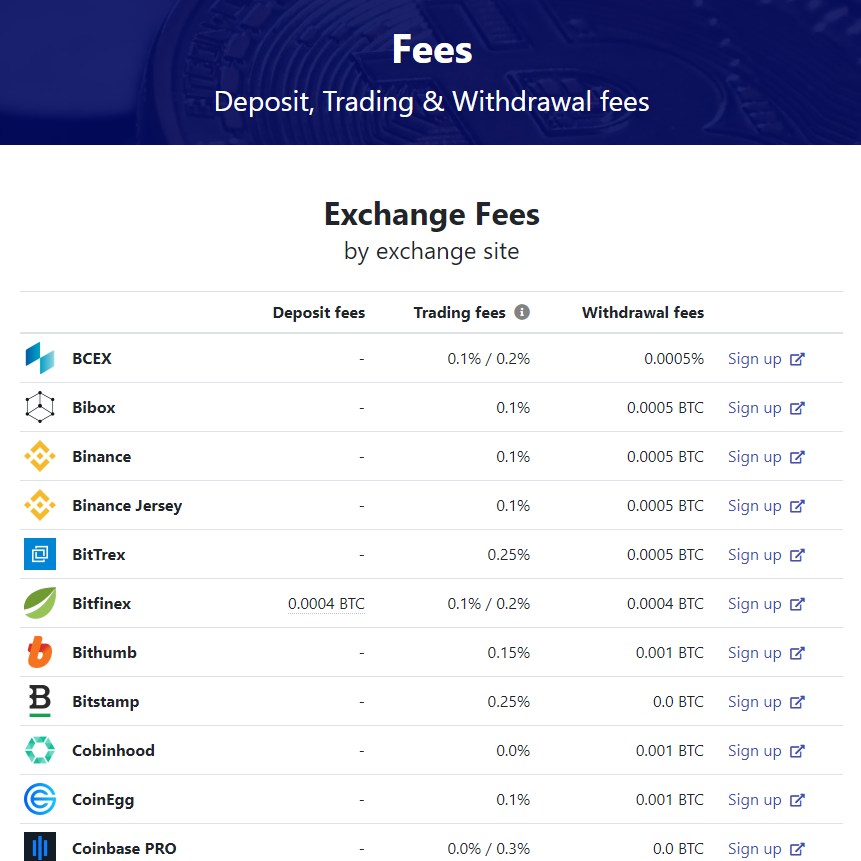 Fees
Deposit, Trading & Withdrawal fees
Exchange Fees
by exchange site
Deposit fees Trading fees Withdrawal fees
BCEX - 0.1% / 0.2% 0.0005% Sign up
Bibox - 0.1% 0.0005 BTC Sign up
Binance - 0.1% 0.0005 BTC Sign up
Binance Jersey - 0.1% 0.0005 BTC Sign up
BitTrex - 0.25% 0.0005 BTC Sign up
Bitfinex 0.0004 BTC 0.1% / 0.2% 0.0004 BTC Sign up
Bithumb - 0.15% 0.001 BTC Sign up
Bitstamp - 0.25% 0.0 BTC Sign up
Cobinhood - 0.0% 0.001 BTC Sign up
CoinEgg - 0.1% 0.001 BTC Sign up
Coinbase PRO - 0.0% / 0.3% 0.0 BTC Sign up